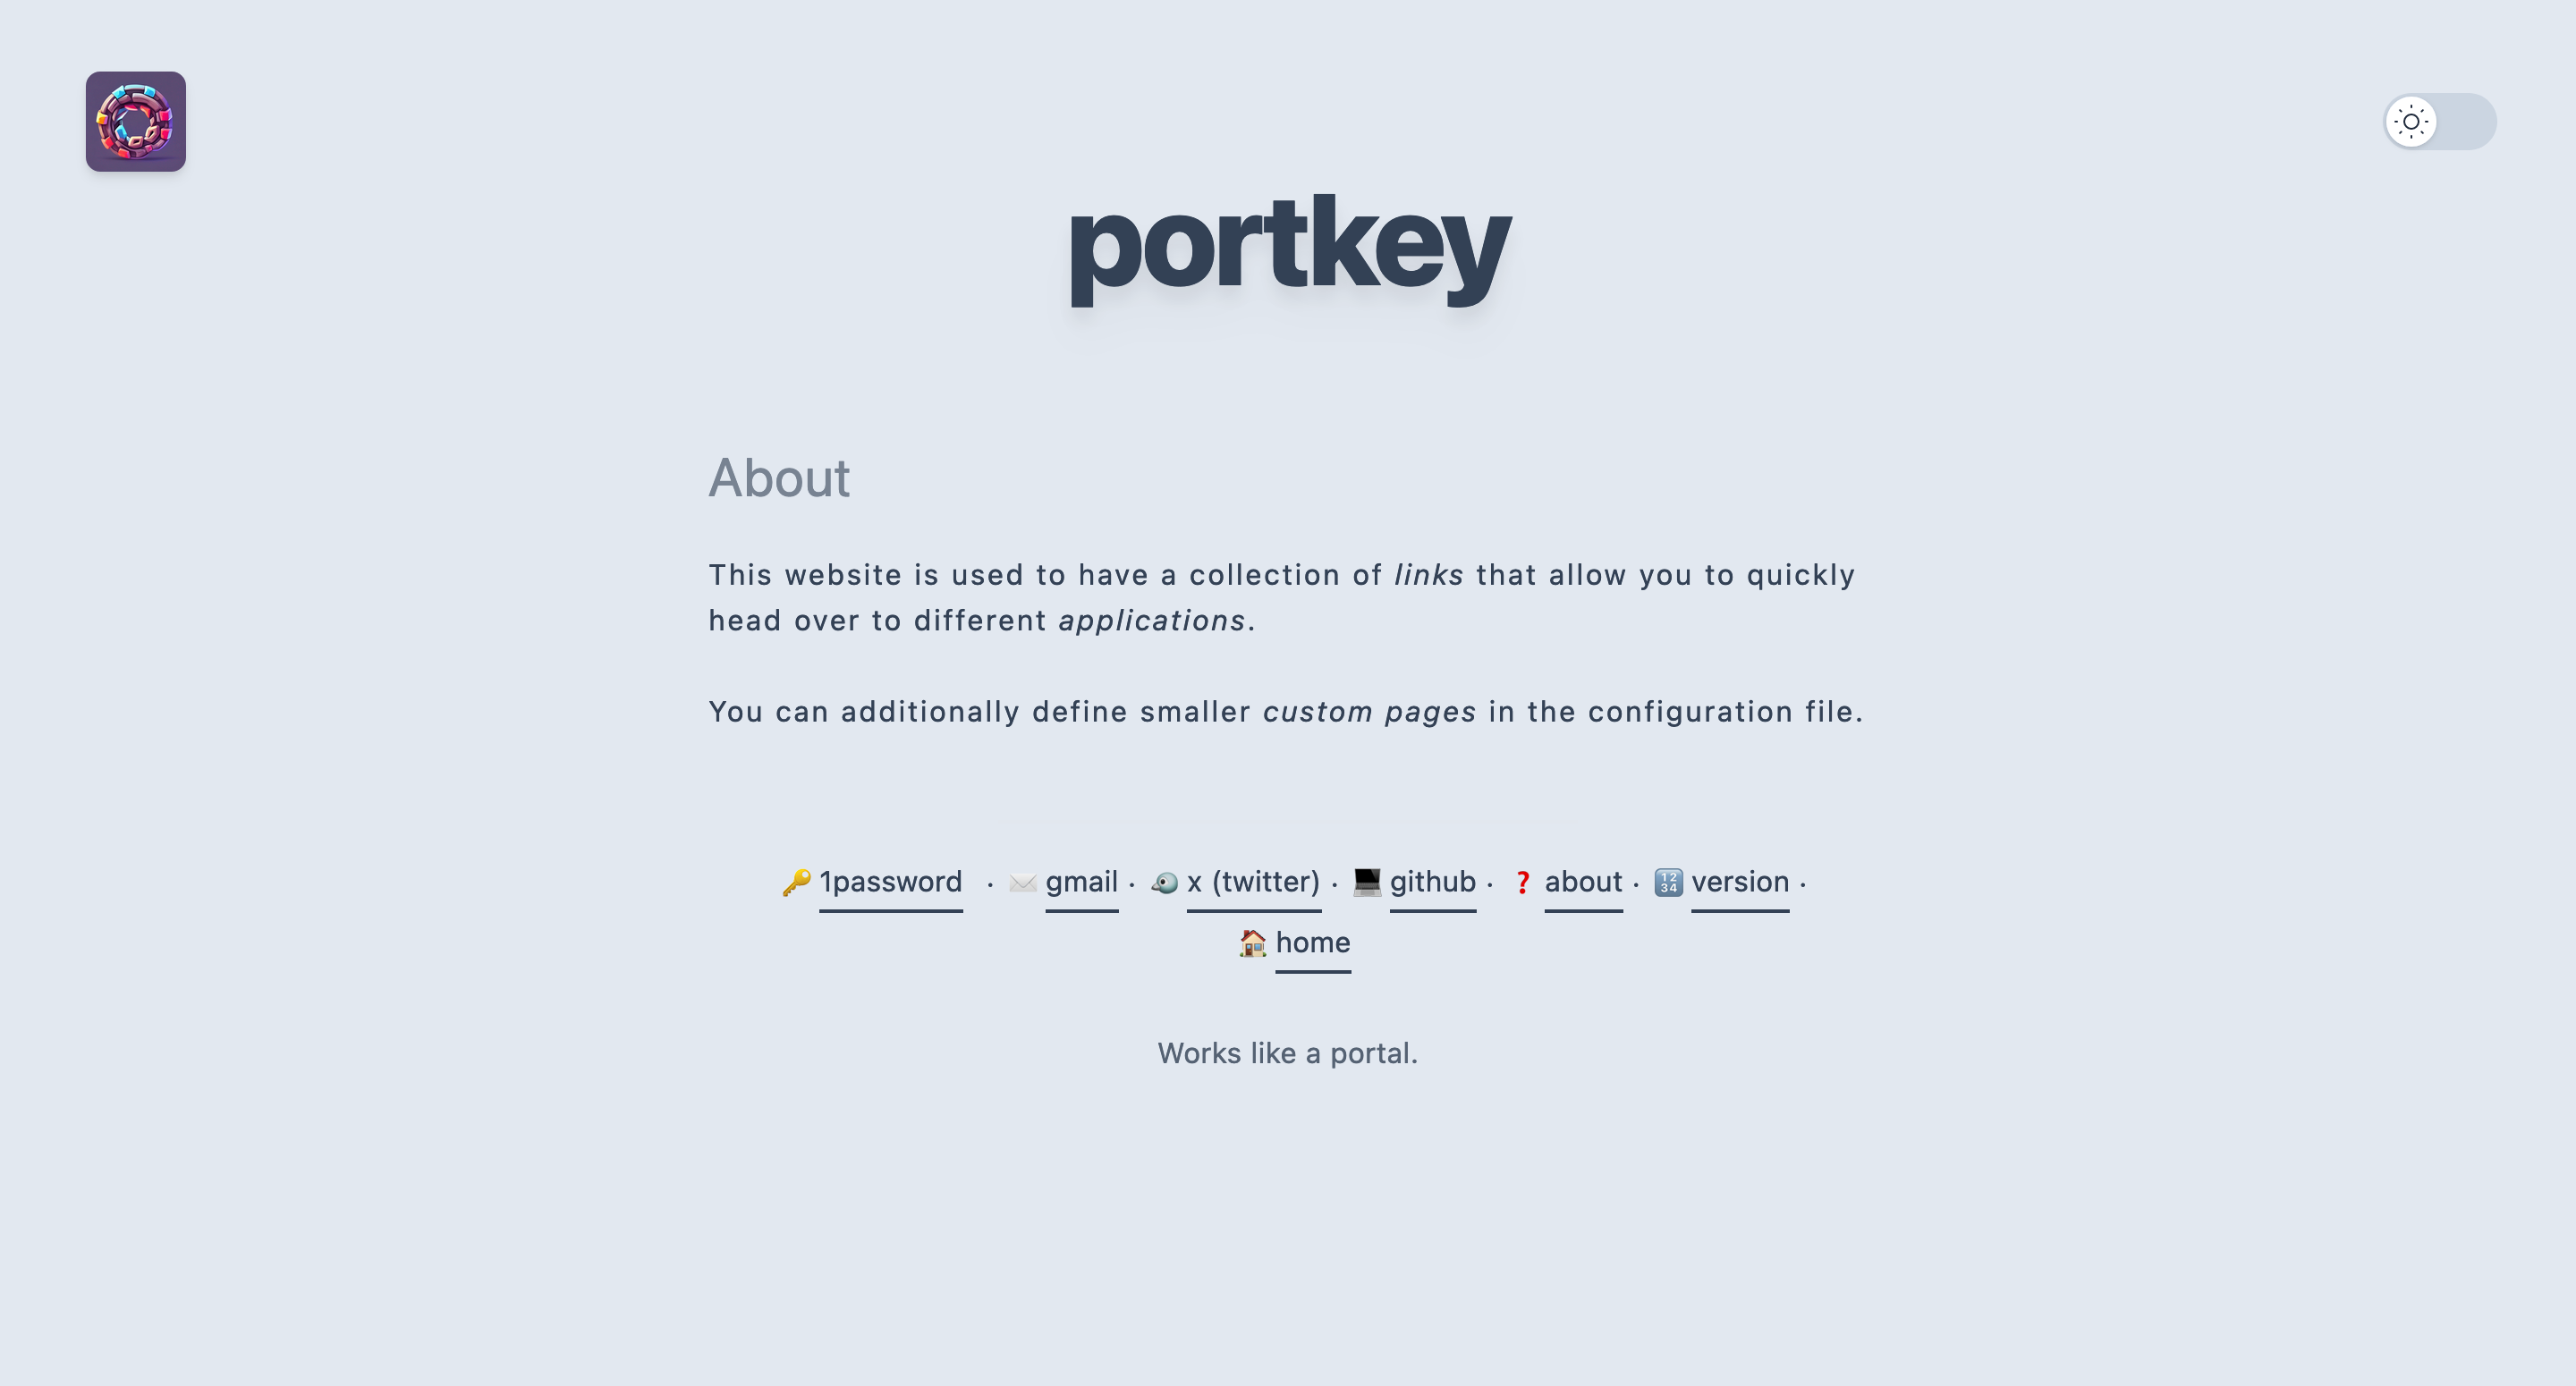 portkey
About
This website is used to have a collection of links that allow you to quickly
head over to different applications.
You can additionally define smaller custom pages in the configuration file.
🔑 1password · ✉️ gmail · 🐦 x (twitter) · 💻 github · ❓ about · 🔢 version ·
🏠 home
Works like a portal.